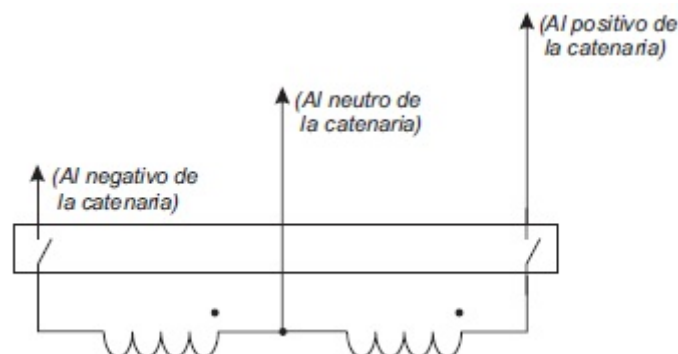 (Al positivo de
la catenaria)
(Al neutro de
la catenaria)
(Al negativo de
la catenaria)